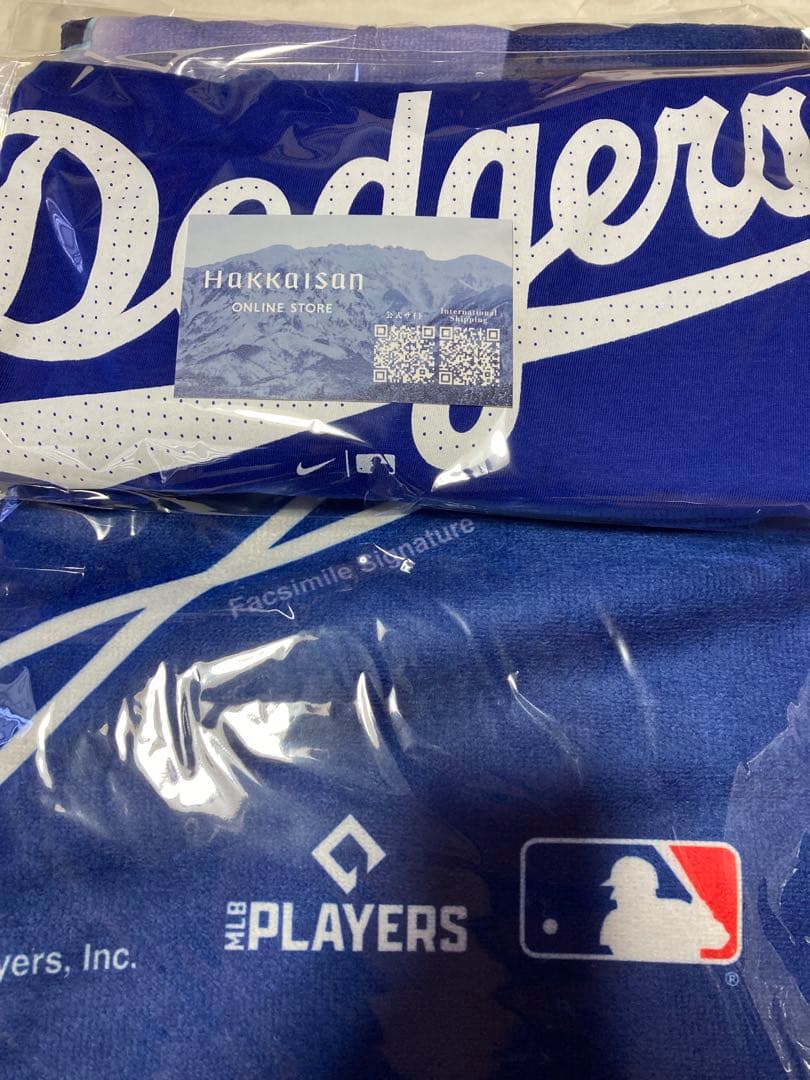 Dodgers
Hakkaisan
ONLINE STORE
公式サイト
International
Shipping
Facsimile Signature
yers, Inc.
MLB
PLAYERS
®